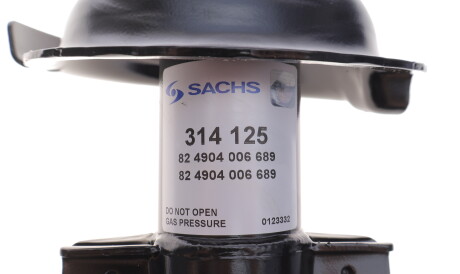 SACHS
314 125
82 4904 006 689
82 4904 006 689
DO NOT OPEN
GAS PRESSURE 0123332